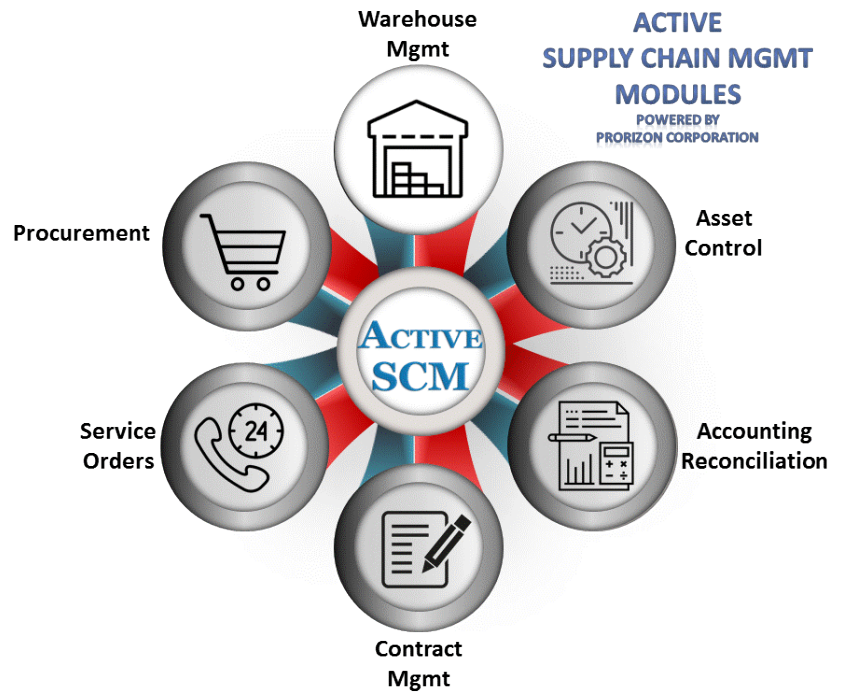 Warehouse
Mgmt
ACTIVE
SUPPLY CHAIN MGMT
MODULES
POWERED BY
PRORIZON CORPORATION
Procurement
Asset
Control
ACTIVE
SCM
Service
Orders
24
Accounting
Reconciliation
Contract
Mgmt